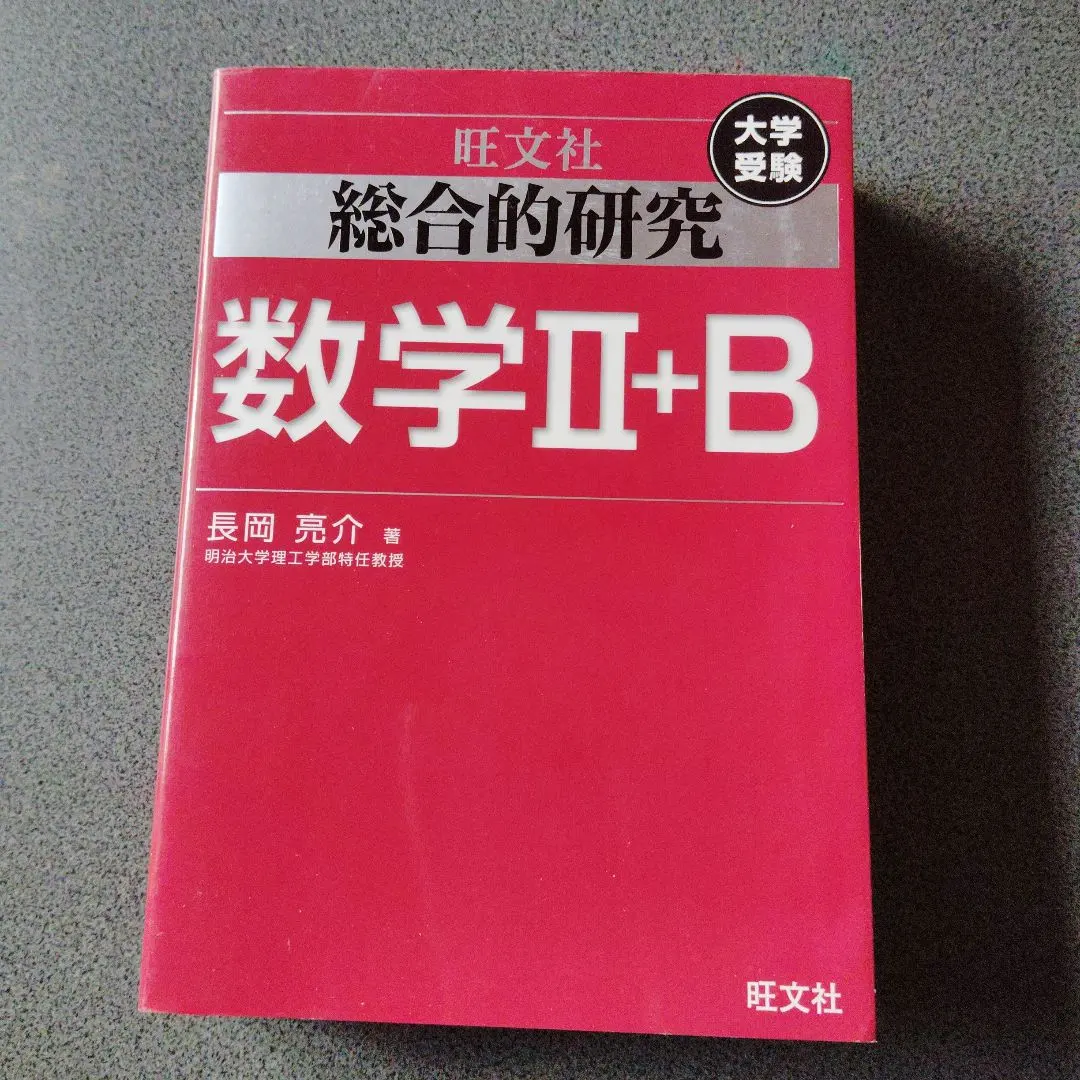 旺文社
大学
受験
総合的研究
数学Ⅱ+B
長岡 亮介 著
明治大学理工学部特任教授
旺文社